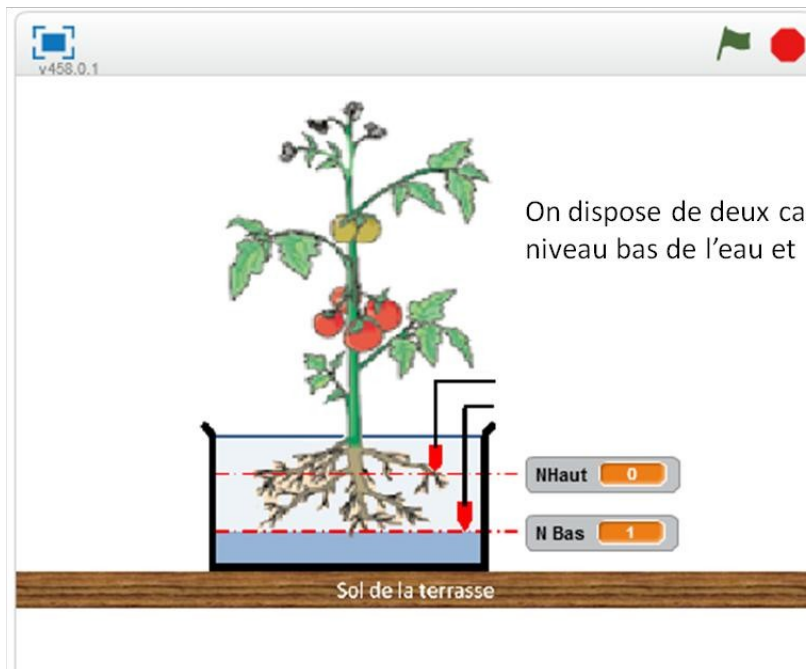 v458.0.1
On dispose de deux ca
niveau bas de l'eau et
NHaut 0
N Bas 1
Sol de la terrasse